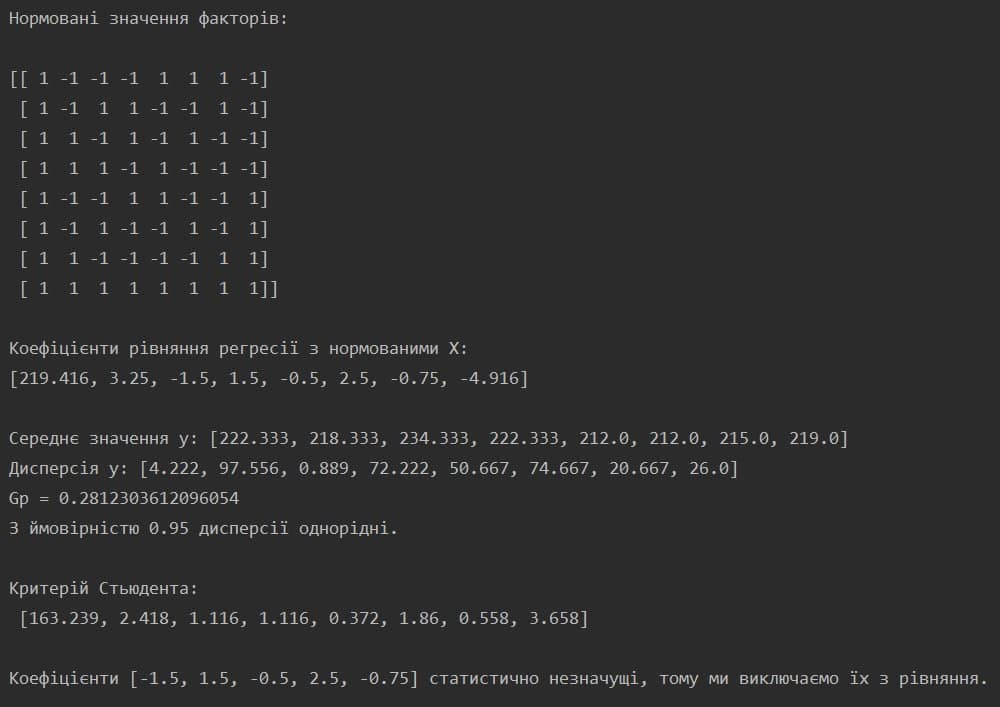 Нормовані значення факторів:
[[ 1 -1 -1 -1  1  1  1 -1]
 [ 1 -1  1  1 -1 -1  1 -1]
 [ 1  1 -1  1 -1  1 -1 -1]
 [ 1  1  1 -1  1 -1 -1 -1]
 [ 1 -1 -1  1  1 -1 -1  1]
 [ 1 -1  1 -1 -1  1 -1  1]
 [ 1  1 -1 -1 -1 -1  1  1]
 [ 1  1  1  1  1  1  1  1]]
Коефіцієнти рівняння регресії з нормованими X:
[219.416, 3.25, -1.5, 1.5, -0.5, 2.5, -0.75, -4.916]
Середнє значення y: [222.333, 218.333, 234.333, 222.333, 212.0, 212.0, 215.0, 219.0]
Дисперсія y: [4.222, 97.556, 0.889, 72.222, 50.667, 74.667, 20.667, 26.0]
Gp = 0.2812303612096054
З ймовірністю 0.95 дисперсії однорідні.
Критерій Стьюдента:
 [163.239, 2.418, 1.116, 1.116, 0.372, 1.86, 0.558, 3.658]
Коефіцієнти [-1.5, 1.5, -0.5, 2.5, -0.75] статистично незначущі, тому ми виключаємо їх з рівняння.